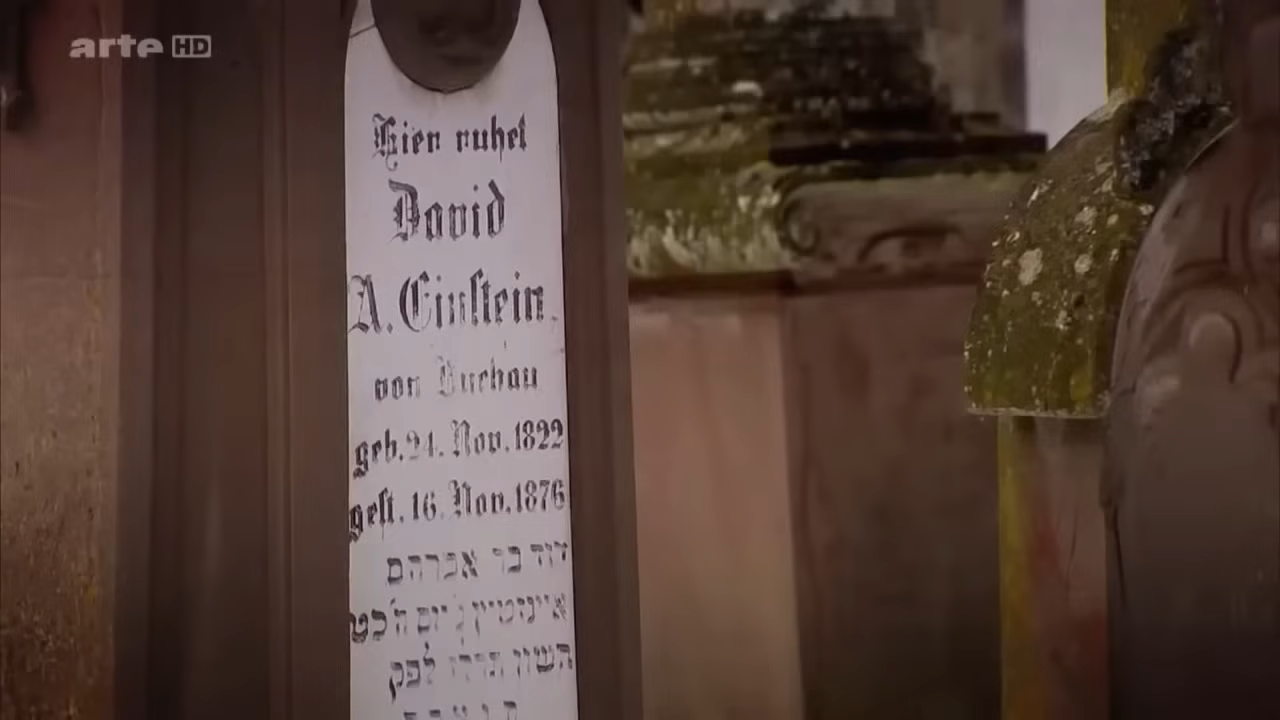 arte HD
Hier ruhet
David
A. Einstein.
von Buchau
geb. 24. Nov. 1822
gest. 16. Nov. 1876
דוד בר אברהם
יום
חשון תרלז לפק